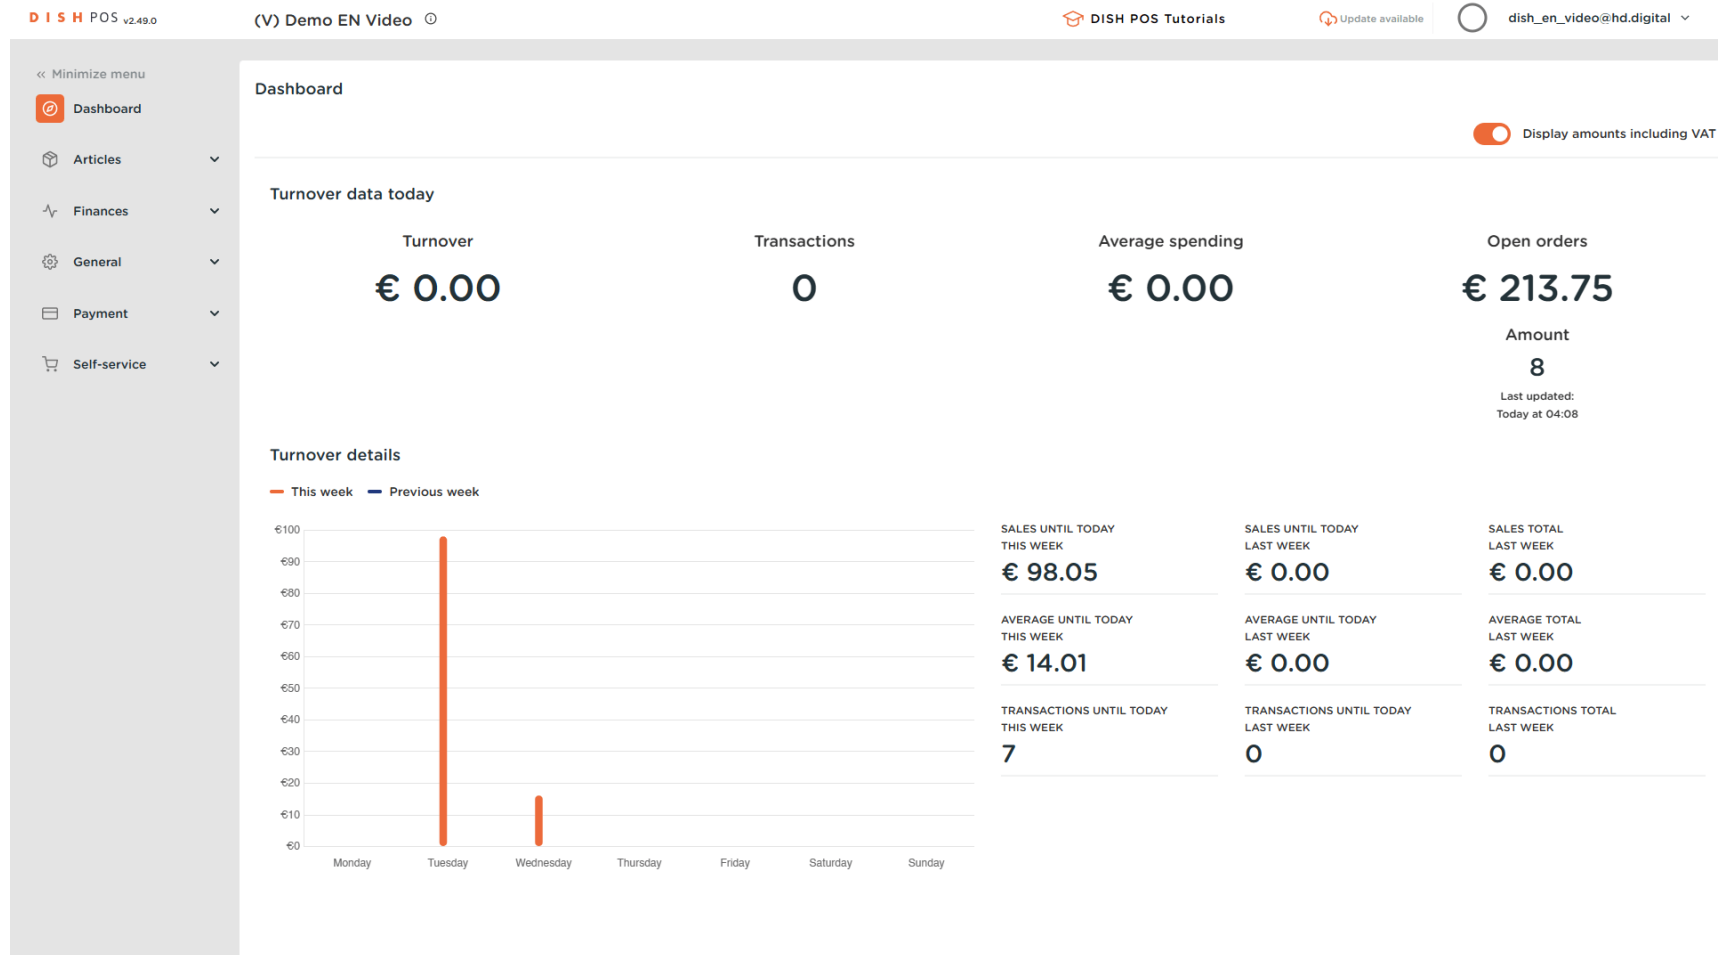 DISH POS v2.49.0
(V) Demo EN Video
DISH POS Tutorials
Update available
dish_en_video@hd.digital
Minimize menu
Dashboard
Articles
Finances
General
Payment
Self-service
Dashboard
Display amounts including VAT
Turnover data today
Turnover
€ 0.00
Transactions
0
Average spending
€ 0.00
Open orders
€ 213.75
Amount
8
Last updated:
Today at 04:08
Turnover details
This week
Previous week
€100
€90
€80
€70
€60
€50
€40
€30
€20
€10
€0
Monday
Tuesday
Wednesday
Thursday
Friday
Saturday
Sunday
SALES UNTIL TODAY
THIS WEEK
€ 98.05
SALES UNTIL TODAY
LAST WEEK
€ 0.00
SALES TOTAL
LAST WEEK
€ 0.00
AVERAGE UNTIL TODAY
THIS WEEK
€ 14.01
AVERAGE UNTIL TODAY
LAST WEEK
€ 0.00
AVERAGE TOTAL
LAST WEEK
€ 0.00
TRANSACTIONS UNTIL TODAY
THIS WEEK
7
TRANSACTIONS UNTIL TODAY
LAST WEEK
0
TRANSACTIONS TOTAL
LAST WEEK
0